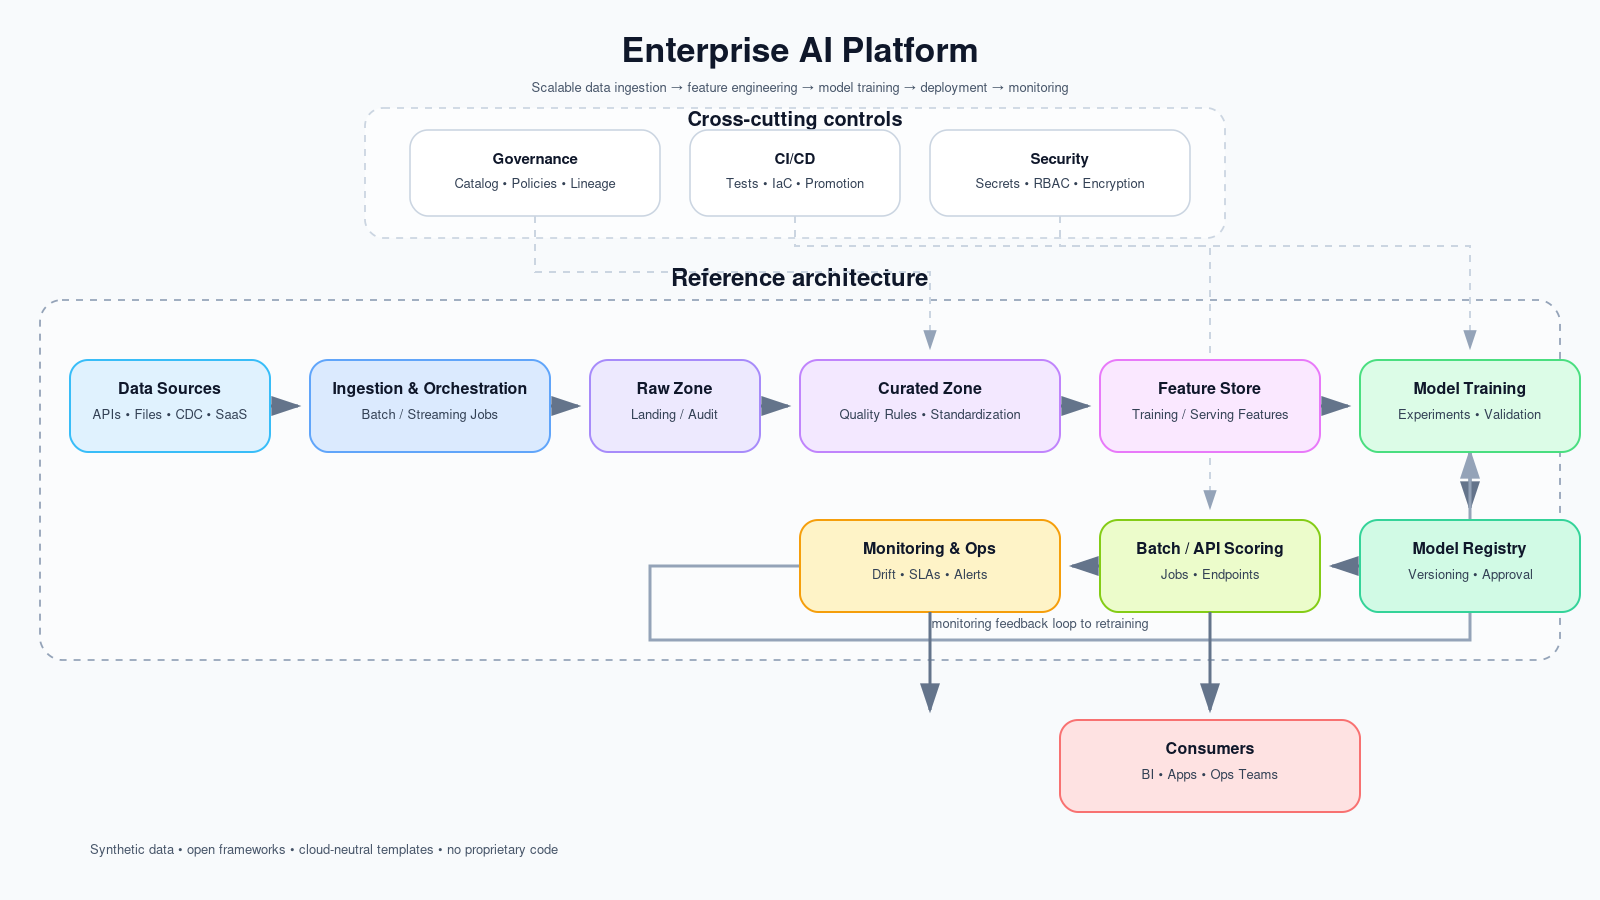 Enterprise AI Platform
Scalable data ingestion → feature engineering → model training → deployment → monitoring
Cross-cutting controls
Governance
Catalog • Policies • Lineage
CI/CD
Tests • IaC • Promotion
Security
Secrets • RBAC • Encryption
Reference architecture
Data Sources
APIs • Files • CDC • SaaS
Ingestion & Orchestration
Batch / Streaming Jobs
Raw Zone
Landing / Audit
Curated Zone
Quality Rules • Standardization
Feature Store
Training / Serving Features
Model Training
Experiments • Validation
Monitoring & Ops
Drift • SLAs • Alerts
Batch / API Scoring
Jobs • Endpoints
Model Registry
Versioning • Approval
monitoring feedback loop to retraining
Consumers
BI • Apps • Ops Teams
Synthetic data • open frameworks • cloud-neutral templates • no proprietary code